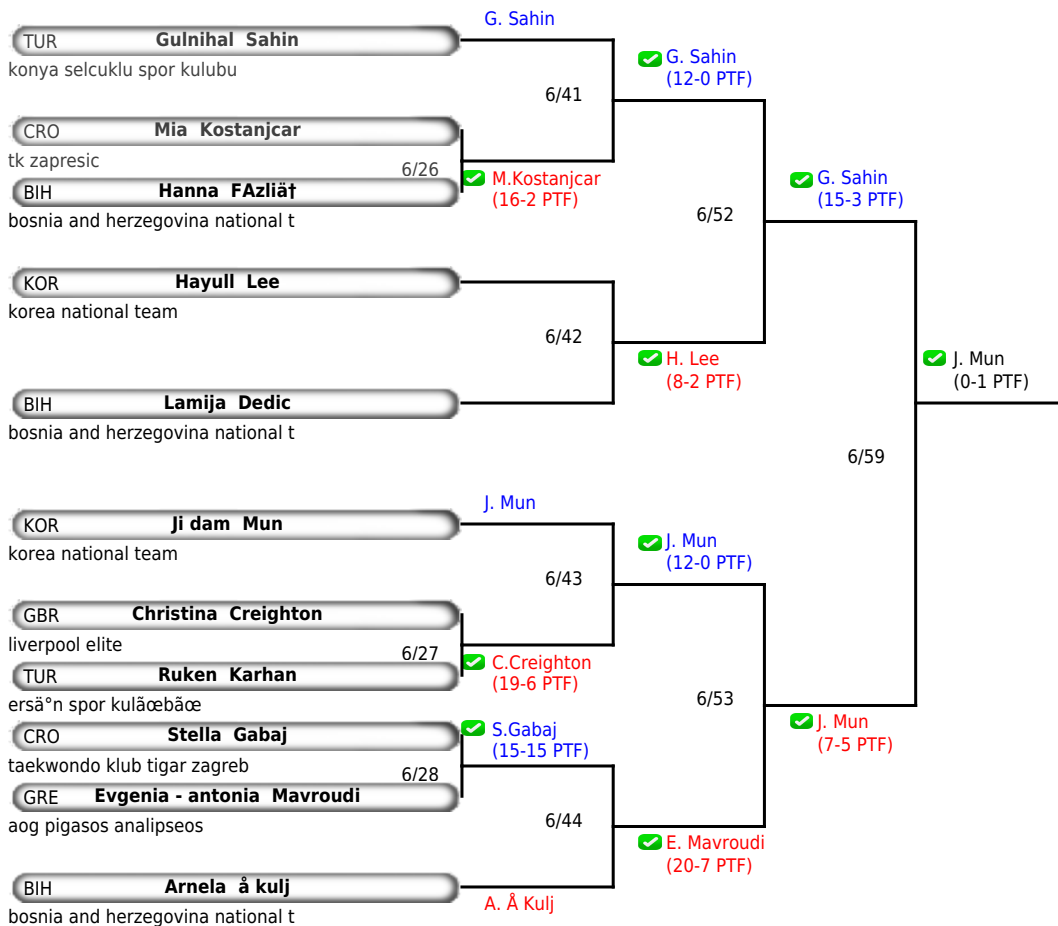 G. Sahin
TUR Gulnihal Sahin
konya selcuklu spor kulubu
G. Sahin
(12-0 PTF)
6/41
CRO Mia Kostanjcar
tk zapresic
6/26
M.Kostanjcar
(16-2 PTF)
BIH Hanna FAzliä†
bosnia and herzegovina national t
G. Sahin
(15-3 PTF)
6/52
KOR Hayull Lee
korea national team
6/42
H. Lee
(8-2 PTF)
J. Mun
(0-1 PTF)
BIH Lamija Dedic
bosnia and herzegovina national t
6/59
J. Mun
KOR Ji dam Mun
korea national team
J. Mun
(12-0 PTF)
6/43
GBR Christina Creighton
liverpool elite
6/27
C.Creighton
(19-6 PTF)
TUR Ruken Karhan
ersä°n spor kulãœbãœ
6/53
J. Mun
(7-5 PTF)
CRO Stella Gabaj
taekwondo klub tigar zagreb
S.Gabaj
(15-15 PTF)
6/28
GRE Evgenia - antonia Mavroudi
aog pigasos analipseos
6/44
E. Mavroudi
(20-7 PTF)
BIH Arnela å kulj
bosnia and herzegovina national t
A. Å Kulj